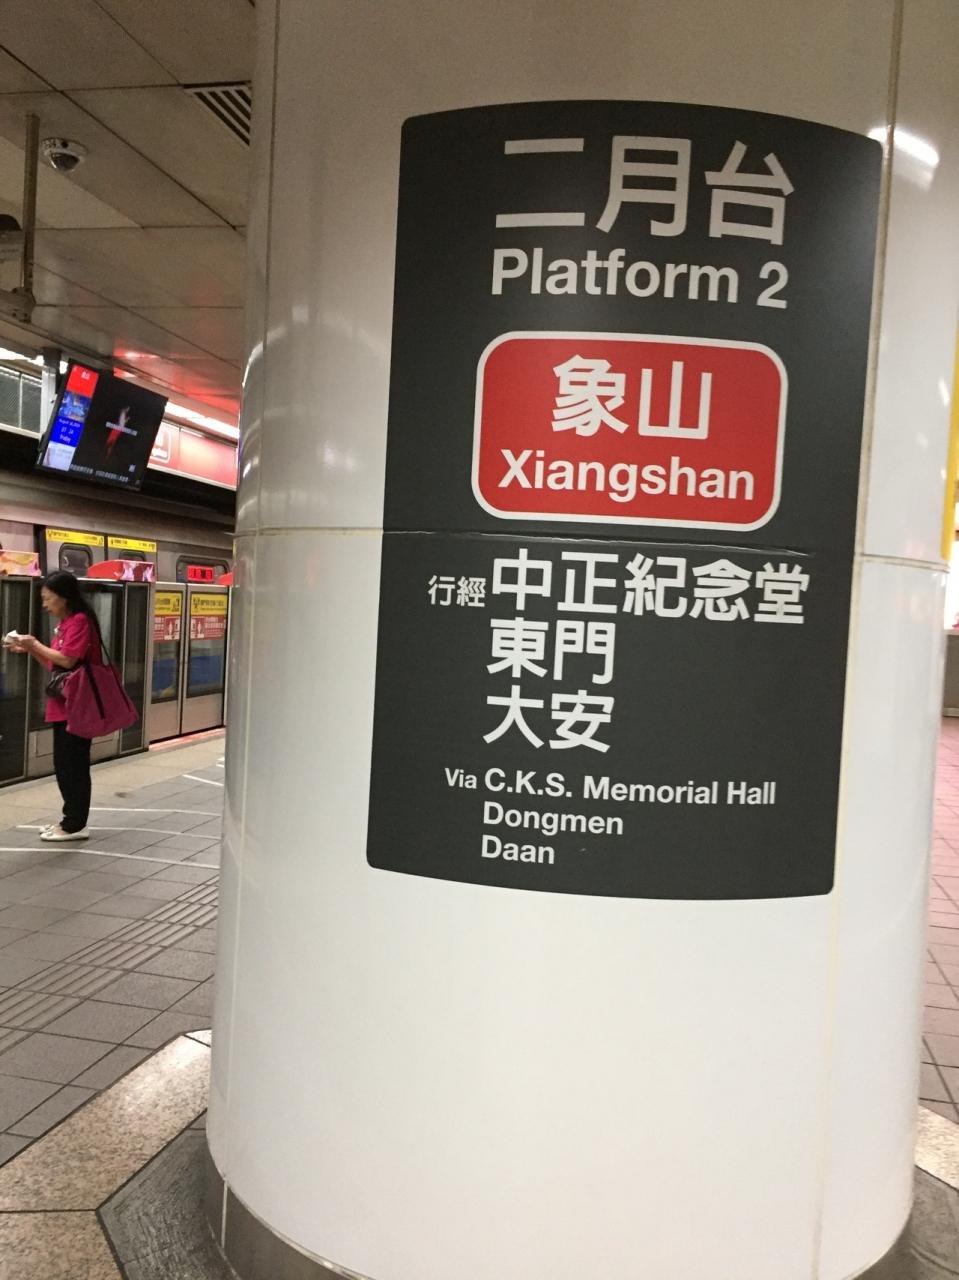 二月台
Platform 2
象山
Xiangshan
行經 中正紀念堂
東門
大安
Via C.K.S. Memorial Hall
Dongmen
Daan